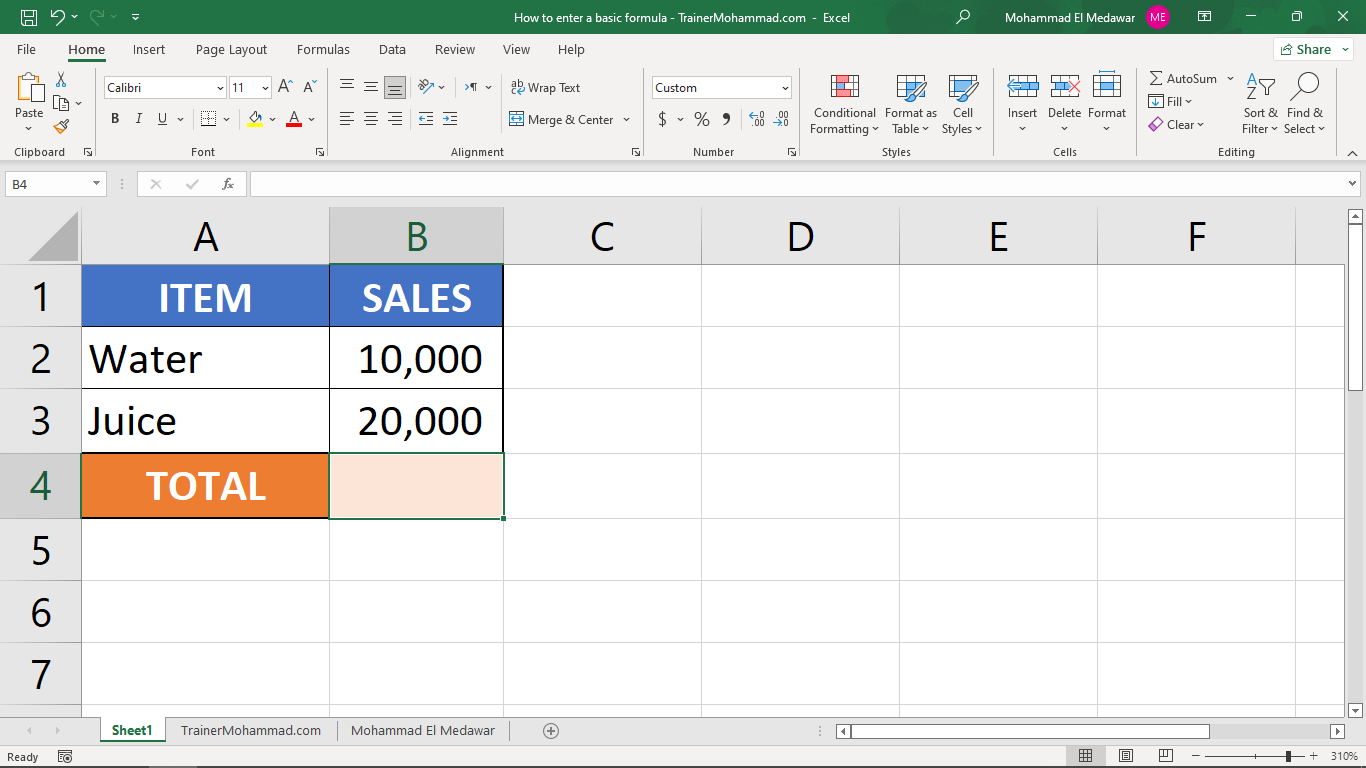 How to enter a basic formula - TrainerMohammad.com - Excel
Mohammad El Medawar
ME
File Home Insert Page Layout Formulas Data Review View Help
Share
Paste
Calibri
11
Wrap Text
Custom
Conditional Formatting
Format as Table
Cell Styles
Insert
Delete
Format
AutoSum
Fill
Clear
Sort & Filter
Find & Select
B I U
A
Merge & Center
$ % 9
Clipboard Font Alignment Number Styles Cells Editing
B4
fx
A B C D E F
1 ITEM SALES
2 Water 10,000
3 Juice 20,000
4 TOTAL
5
6
7
Sheet1 TrainerMohammad.com Mohammad El Medawar
Ready
310%